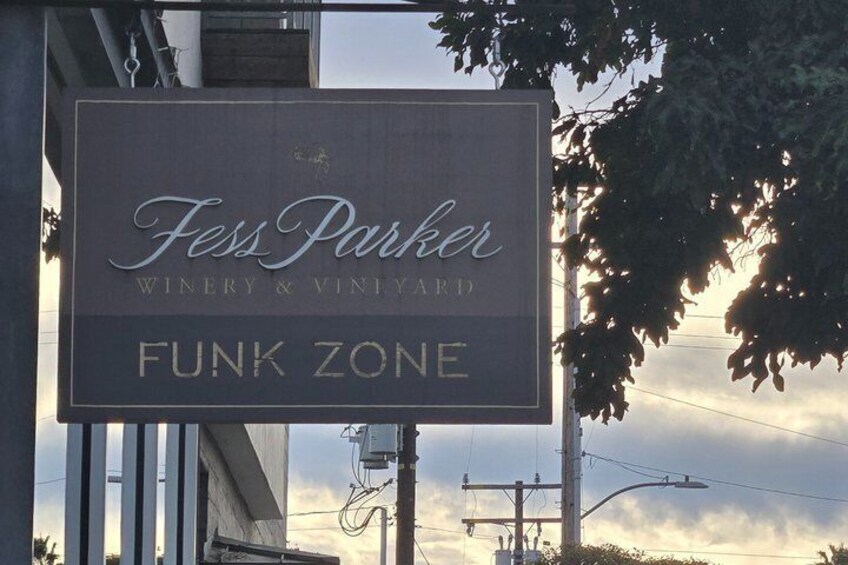 Fess Parker
WINERY & VINEYARD
FUNK ZONE